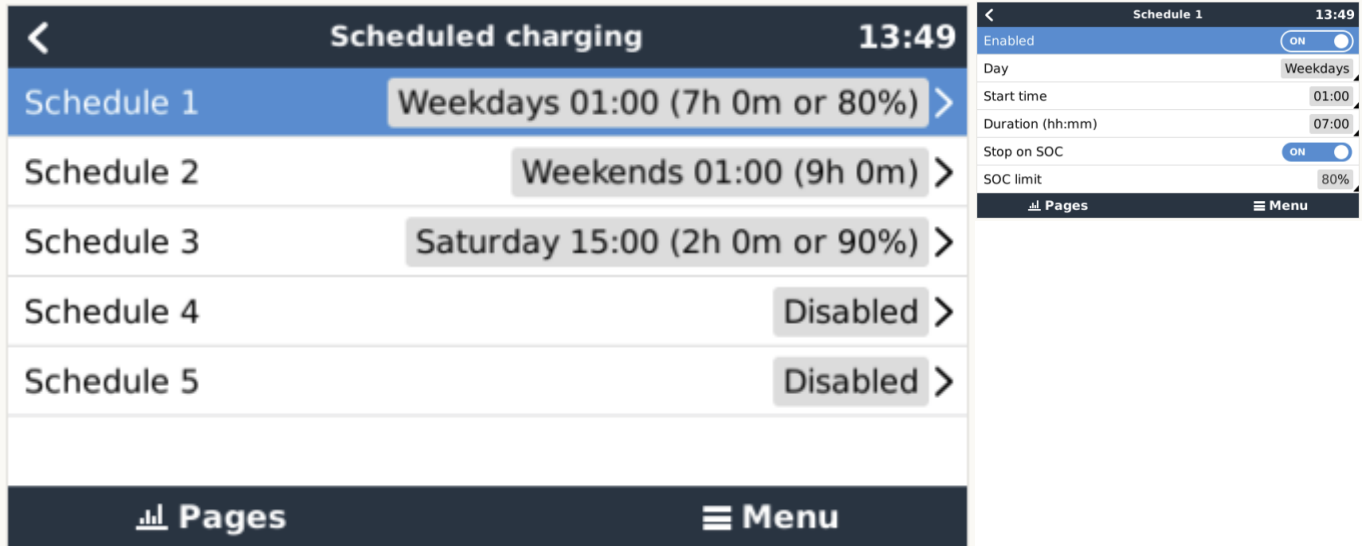 Scheduled charging 13:49
Schedule 1 Weekdays 01:00 (7h 0m or 80%)
Schedule 2 Weekends 01:00 (9h 0m)
Schedule 3 Saturday 15:00 (2h 0m or 90%)
Schedule 4 Disabled
Schedule 5 Disabled
Pages Menu
Schedule 1 13:49
Enabled ON
Day Weekdays
Start time 01:00
Duration (hh:mm) 07:00
Stop on SOC ON
SOC limit 80%
Pages Menu